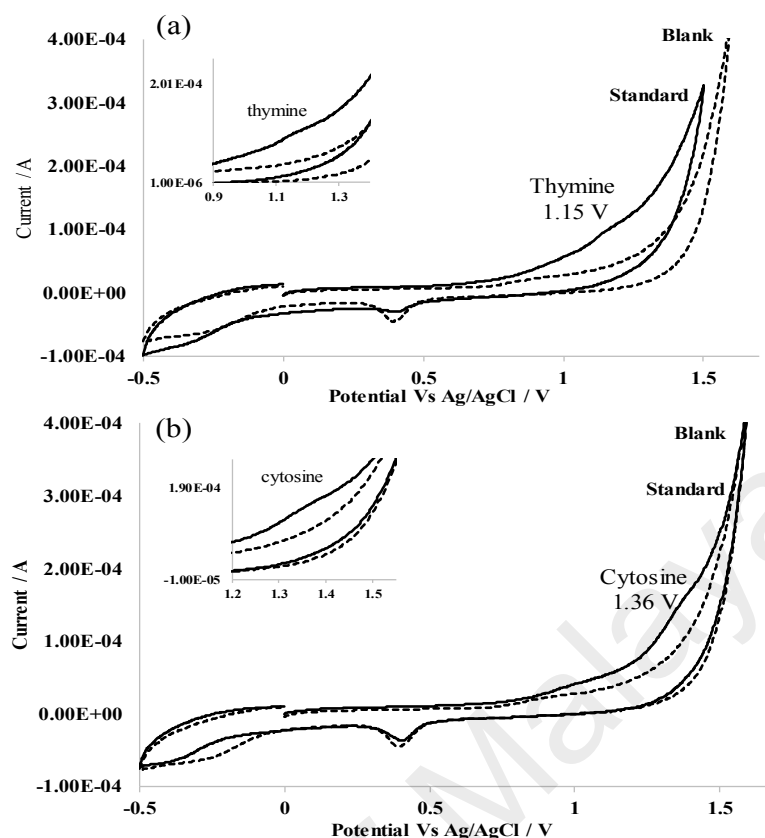 (a)
4.00E-04
3.00E-04
2.00E-04
1.00E-04
0.00E+00
-1.00E-04
Current / A
Blank
Standard
Thymine
1.15 V
2.01E-04
1.00E-06
thymine
0.9
1.1
1.3
-0.5
0
0.5
1
1.5
Potential Vs Ag/AgCl / V
(b)
4.00E-04
3.00E-04
2.00E-04
1.00E-04
0.00E+00
-1.00E-04
Current / A
Blank
Standard
Cytosine
1.36 V
1.90E-04
-1.00E-05
cytosine
1.2
1.3
1.4
1.5
-0.5
0
0.5
1
1.5
Potential Vs Ag/AgCl / V
Malaya